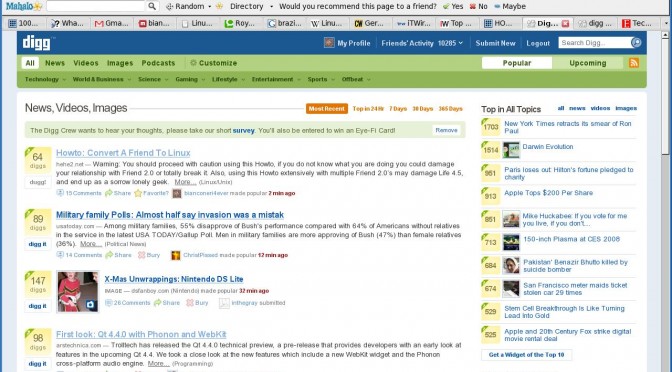 Mahalo Random Directory Would you recommend this page to a friend? Yes No Maybe
100... Wha... Gma... bian... Linu... Roy... brazi... Linu... Ger... iTWir... Top ... HO... Dig... digg ... Tec...
digg My Profile Friends' Activity 10285 Submit New Logout Search Digg...
All News Videos Images Podcasts Customize Popular Upcoming
Technology World & Business Science Gaming Lifestyle Entertainment Sports Offbeat
News, Videos, Images Most Recent Top in 24 Hr 7 Days 30 Days 365 Days
The Digg Crew wants to hear your thoughts, please take our short survey. You'll also be entered to win an Eye-Fi Card! Remove
64 diggs dugg!
Howto: Convert A Friend To Linux
hehe2.net — Warning: You should proceed with caution using this Howto, if you do not know what you are doing you could damage
your relationship with Friend 2.0 or totally break it. Also, using Howto extensively with multiple Friend 2.0's may damage Life 4.5,
and end up as a sorrow lonely geek. More... (Linux/Unix)
15 Comments Share Favorite? bianconeri4ever made popular 2 min ago
89 diggs digg it
Military family Polls: Almost half say invasion was a mistak
usatoday.com — Among military families, 55% disapprove of Bush's performance compared with 64% of Americans without relatives
in the service in the latest USA TODAY/Gallup Poll. Men in military families are more approving of Bush (47%) than female relatives
(36%). More... (Political News)
14 Comments Share Bury ChristPissed made popular 12 min ago
147 diggs digg it
X-Mas Unwrappings: Nintendo DS Lite
IMAGE — dafanboy.com (Nintendo) made popular 32 min ago
28 Comments Share Bury inthegray submitted
98 diggs digg it
First look: Qt 4.4.0 with Phonon and WebKit
arstechnica.com — Trolltech has released the Qt 4.4.0 technical preview, a pre-release that provides developers with an early look at
features in the upcoming Qt 4.4. We took a close look at the new features which include a new WebKit widget and the Phonon
cross-platform audio engine. More... (Programming)
Top in All Topics all news videos images
1703 New York Times retracts its smear of Ron
Paul
1514 Darwin Evolution
961 Paris loses out: Hilton's fortune pledged to
charity
913 Apple Tops $200 Per Share
851 Mike Huckabee: If you vote for me
you live, if you don't...
713 150-inch Plasma at CES 2008
684 Pakistan' Benazir Bhutto killed by
suicide bomber
674 San Francisco meter maids ticket
stolen car 29 times
529 Stem Cell Breakthrough Is Like Turning
Lead Into Gold
525 Apple and 20th Century Fox strike digital
movie rental deal
Get a Widget of the Top 10